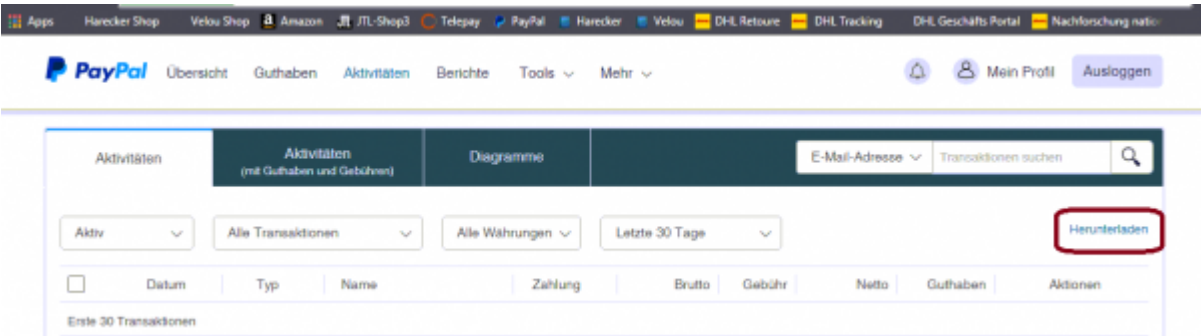 Apps Harecker Shop Velou Shop Amazon JTL-Shop3 Telepay PayPal Harecker Velou DHL Retoure DHL Tracking DHL Geschäfts Portal Nachforschung natio
PayPal Übersicht Guthaben Aktivitäten Berichte Tools Mehr Mein Profil Ausloggen
Aktivitäten Aktivitäten Diagramme E-Mail-Adresse Transaktionen suchen
(mit Guthaben und Gebühren)
Aktiv Alle Transaktionen Alle Währungen Letzte 30 Tage Herunterladen
Datum Typ Name Zahlung Brutto Gebühr Netto Guthaben Aktionen
Erste 30 Transaktionen